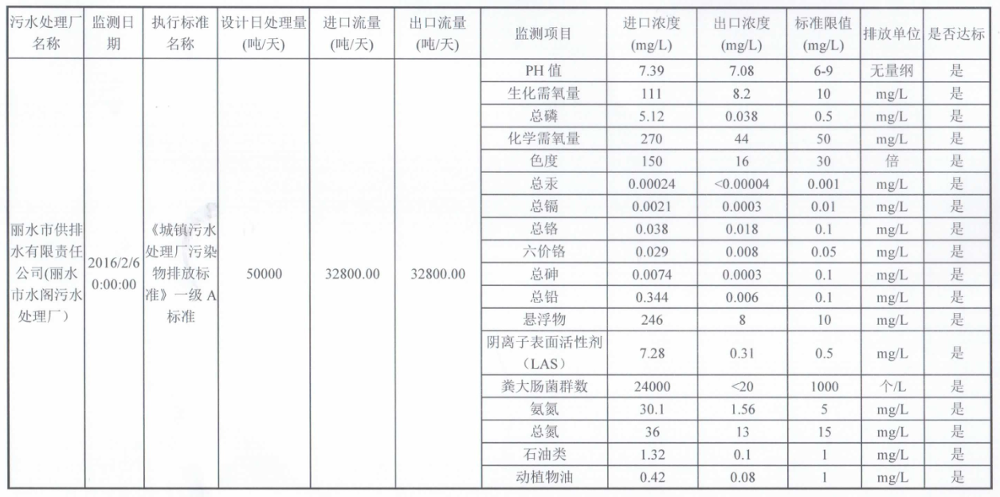 污水处理厂名称 监测日期 执行标准名称 设计日处理量(吨/天) 进口流量(吨/天) 出口流量(吨/天) 监测项目 进口浓度(mg/L) 出口浓度(mg/L) 标准限值(mg/L) 排放单位 是否达标
丽水市供排水有限责任公司(丽水市水阁污水处理厂） 2016/2/6 0:00:00 《城镇污水处理厂污染物排放标准》一级 A 标准 50000 32800.00 32800.00
PH 值 7.39 7.08 6-9 无量纲 是
生化需氧量 111 8.2 10 mg/L 是
总磷 5.12 0.038 0.5 mg/L 是
化学需氧量 270 44 50 mg/L 是
色度 150 16 30 倍 是
总汞 0.00024 <0.00004 0.001 mg/L 是
总镉 0.0021 0.0003 0.01 mg/L 是
总铬 0.038 0.018 0.1 mg/L 是
六价铬 0.029 0.008 0.05 mg/L 是
总砷 0.0074 0.0003 0.1 mg/L 是
总铅 0.344 0.006 0.1 mg/L 是
悬浮物 246 8 10 mg/L 是
阴离子表面活性剂（LAS） 7.28 0.31 0.5 mg/L 是
粪大肠菌群数 24000 <20 1000 个/L 是
氨氮 30.1 1.56 5 mg/L 是
总氮 36 13 15 mg/L 是
石油类 1.32 0.1 1 mg/L 是
动植物油 0.42 0.08 1 mg/L 是